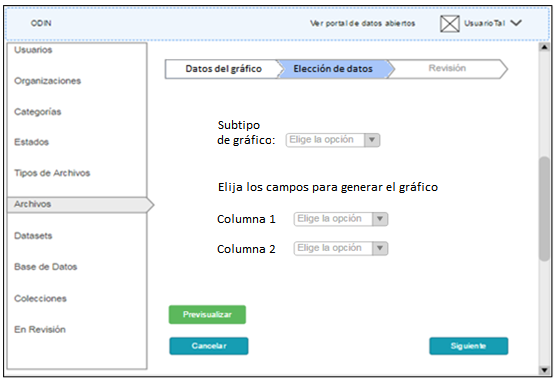 ODIN
Ver portal de datos abiertos
UsuarioTal
Usuarios
Organizaciones
Categorías
Estados
Tipos de Archivos
Archivos
Datasets
Base de Datos
Colecciones
En Revisión
Datos del gráfico
Elección de datos
Revisión
Subtipo
de gráfico:
Elige la opción
Elija los campos para generar el gráfico
Columna 1
Elige la opción
Columna 2
Elige la opción
Previsualizar
Cancelar
Siguiente